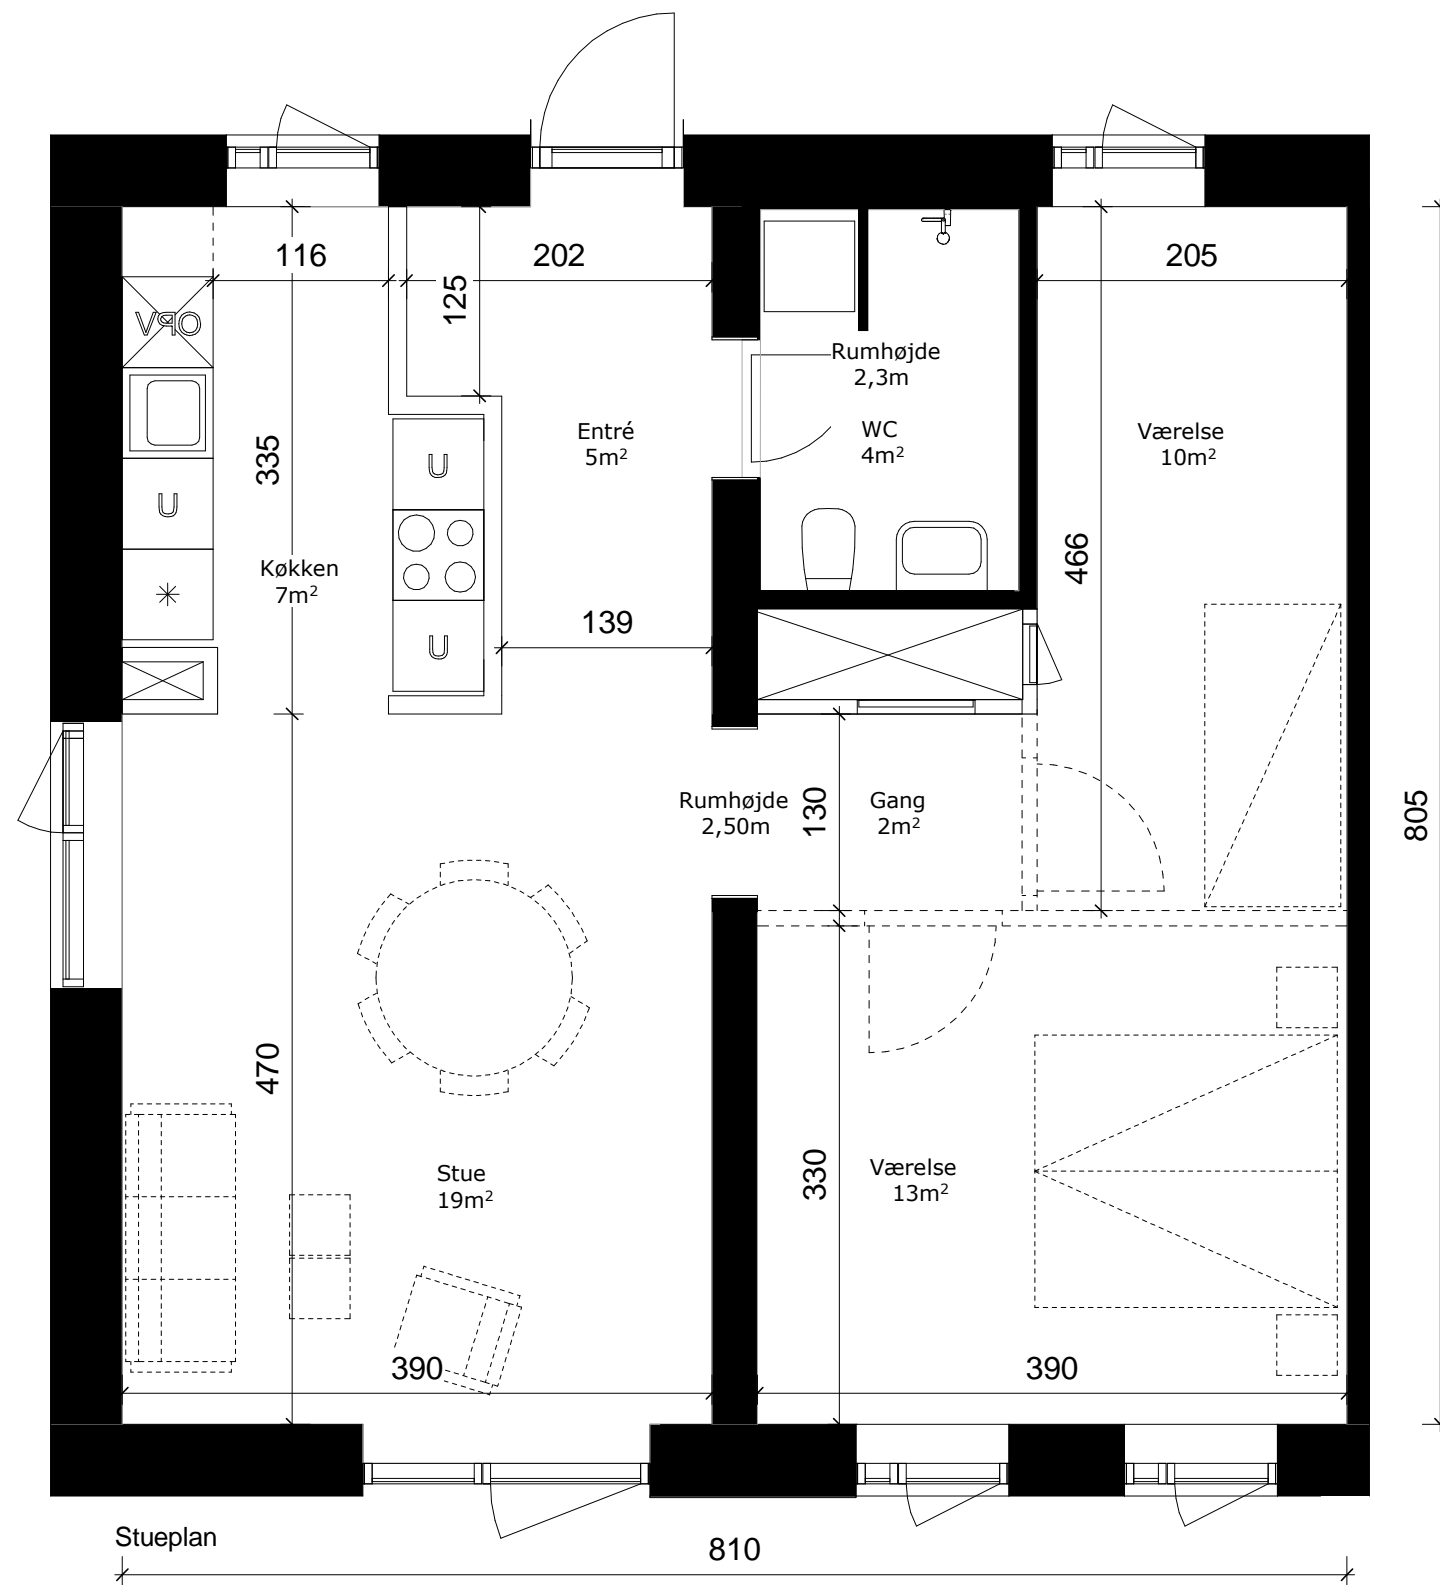 116
202
205
125
OPV
Rumhøjde
2,3m
Entré
5m²
WC
4m²
Værelse
10m²
335
U
U
466
Køkken
7m²
139
U
Rumhøjde
2,50m
130
Gang
2m²
805
470
Stue
19m²
330
Værelse
13m²
390
390
Stueplan
810